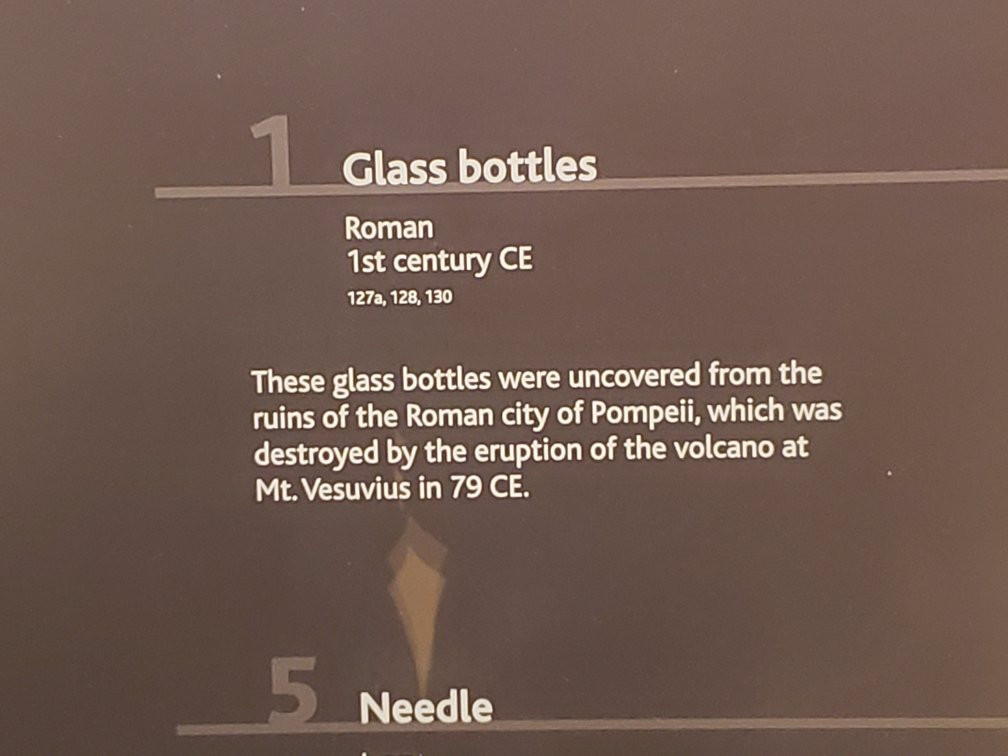 1 Glass bottles
Roman
1st century CE
127a, 128, 130
These glass bottles were uncovered from the
ruins of the Roman city of Pompeii, which was
destroyed by the eruption of the volcano at
Mt. Vesuvius in 79 CE.
5 Needle